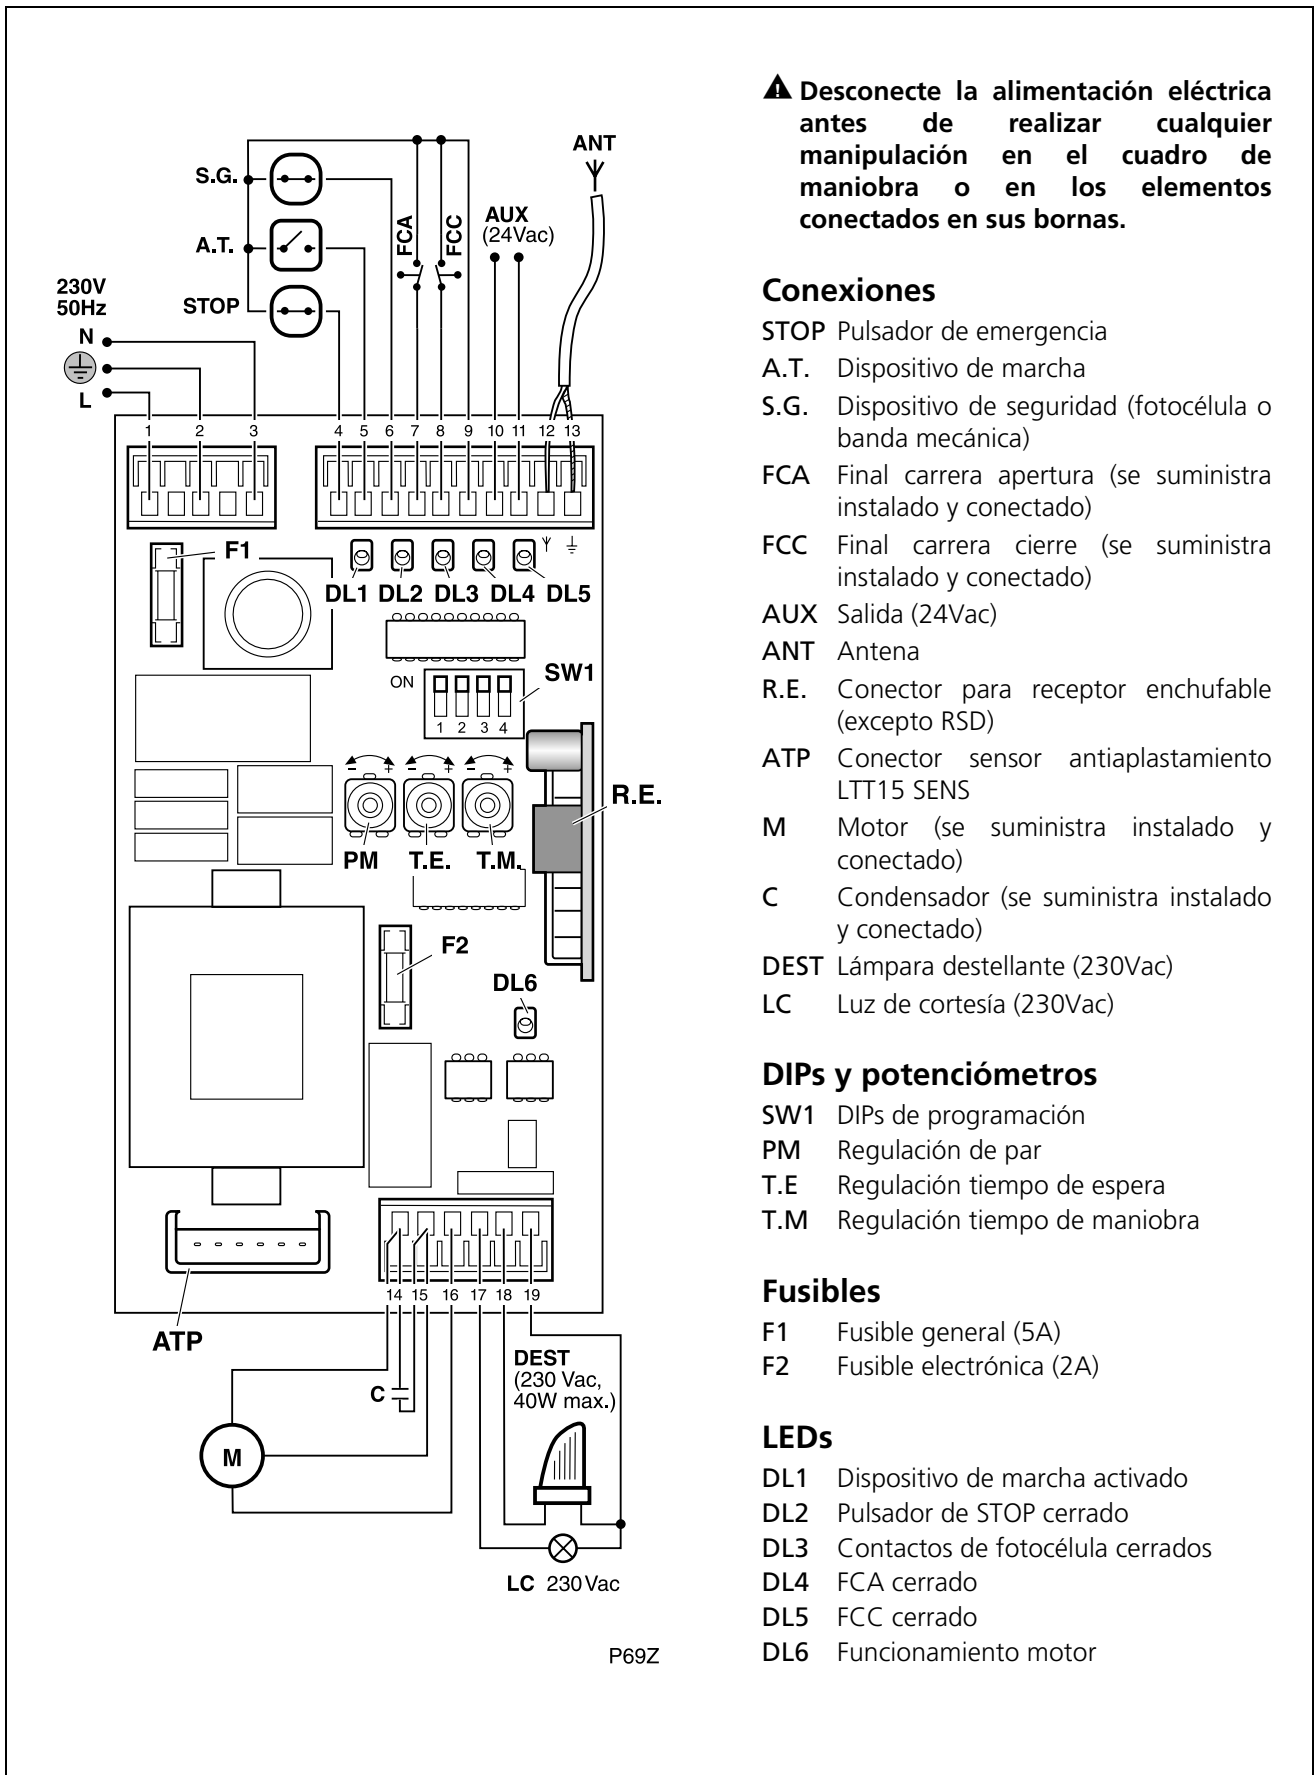 ANT
S.G.
FCA
FCC
AUX
(24Vac)
A.T.
230V
50Hz
STOP
N
L
1 2 3 4 5 6 7 8 9 10 11 12 13
F1
DL1 DL2 DL3 DL4 DL5
ON
SW1
1 2 3 4
- + - + - +
R.E.
PM T.E. T.M.
F2
DL6
14 15 16 17 18 19
ATP
DEST
(230 Vac,
40W max.)
C
M
LC 230 Vac
P69Z
Desconecte la alimentación eléctrica
antes de realizar cualquier
manipulación en el cuadro de
maniobra o en los elementos
conectados en sus bornas.
Conexiones
STOP Pulsador de emergencia
A.T. Dispositivo de marcha
S.G. Dispositivo de seguridad (fotocélula o
banda mecánica)
FCA Final carrera apertura (se suministra
instalado y conectado)
FCC Final carrera cierre (se suministra
instalado y conectado)
AUX Salida (24Vac)
ANT Antena
R.E. Conector para receptor enchufable
(excepto RSD)
ATP Conector sensor antiaplastamiento
LTT15 SENS
M Motor (se suministra instalado y
conectado)
C Condensador (se suministra instalado
y conectado)
DEST Lámpara destellante (230Vac)
LC Luz de cortesía (230Vac)
DIPs y potenciómetros
SW1 DIPs de programación
PM Regulación de par
T.E Regulación tiempo de espera
T.M Regulación tiempo de maniobra
Fusibles
F1 Fusible general (5A)
F2 Fusible electrónica (2A)
LEDs
DL1 Dispositivo de marcha activado
DL2 Pulsador de STOP cerrado
DL3 Contactos de fotocélula cerrados
DL4 FCA cerrado
DL5 FCC cerrado
DL6 Funcionamiento motor